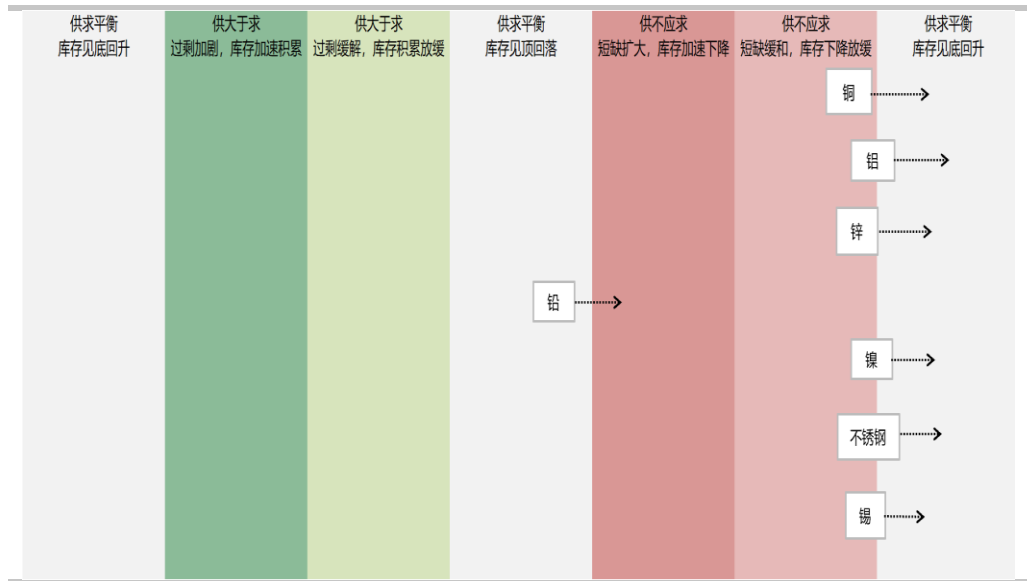 供求平衡
库存见底回升
供大于求
过剩加剧，库存加速积累
供大于求
过剩缓解，库存积累放缓
供求平衡
库存见顶回落
供不应求
短缺扩大，库存加速下降
供不应求
短缺缓和，库存下降放缓
供求平衡
库存见底回升
铜
铝
锌
铅
镍
不锈钢
锡